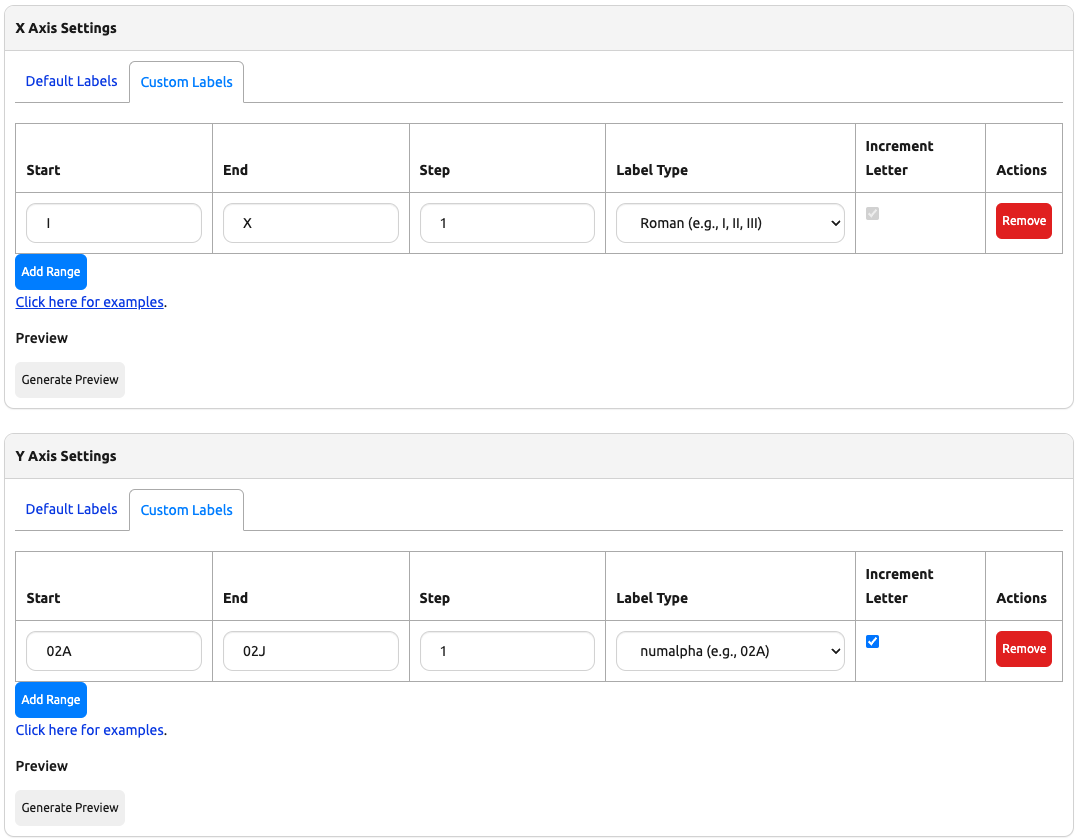 X Axis Settings
Default Labels Custom Labels
Start End Step Label Type Increment Letter Actions
I X 1 Roman (e.g., I, II, III) Remove
Add Range
Click here for examples.
Preview
Generate Preview
Y Axis Settings
Default Labels Custom Labels
Start End Step Label Type Increment Letter Actions
02A 02J 1 numalpha (e.g., 02A) Remove
Add Range
Click here for examples.
Preview
Generate Preview